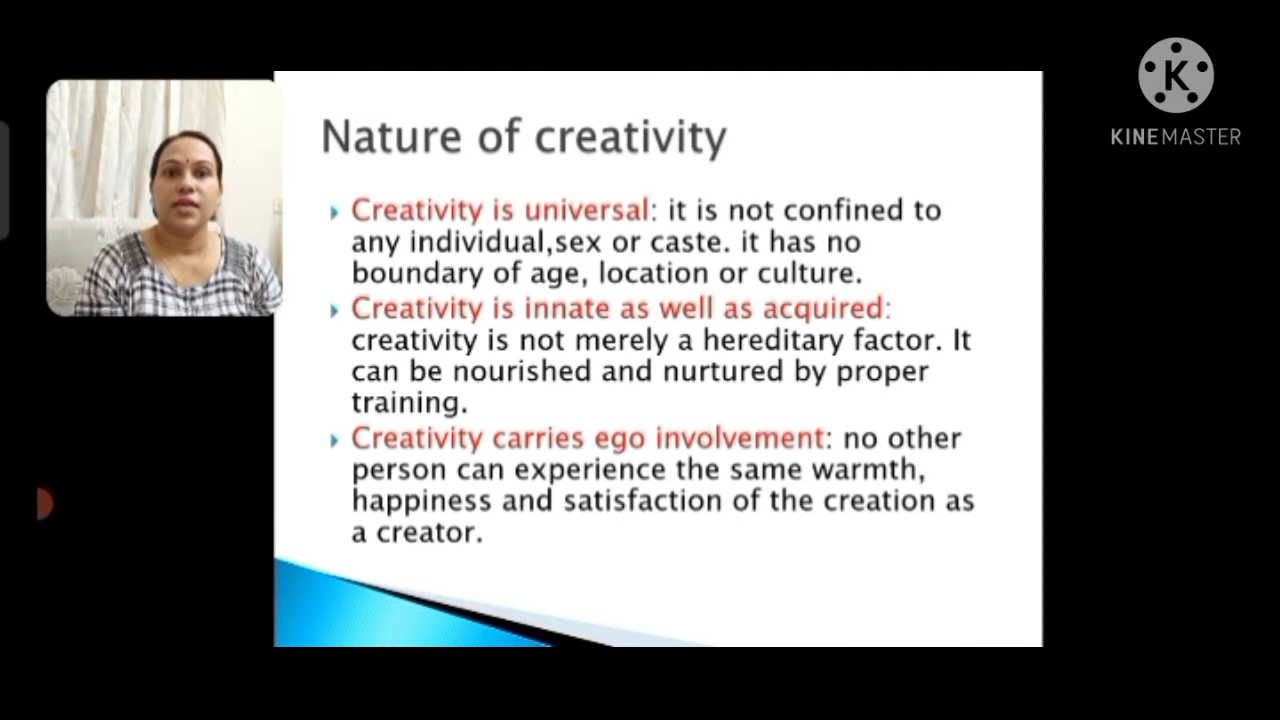 Nature of creativity
Creativity is universal: it is not confined to
any individual,sex or caste. it has no
boundary of age, location or culture.
Creativity is innate as well as acquired:
creativity is not merely a hereditary factor. It
can be nourished and nurtured by proper
training.
Creativity carries ego involvement: no other
person can experience the same warmth,
happiness and satisfaction of the creation as
a creator.
K
KINEMASTER